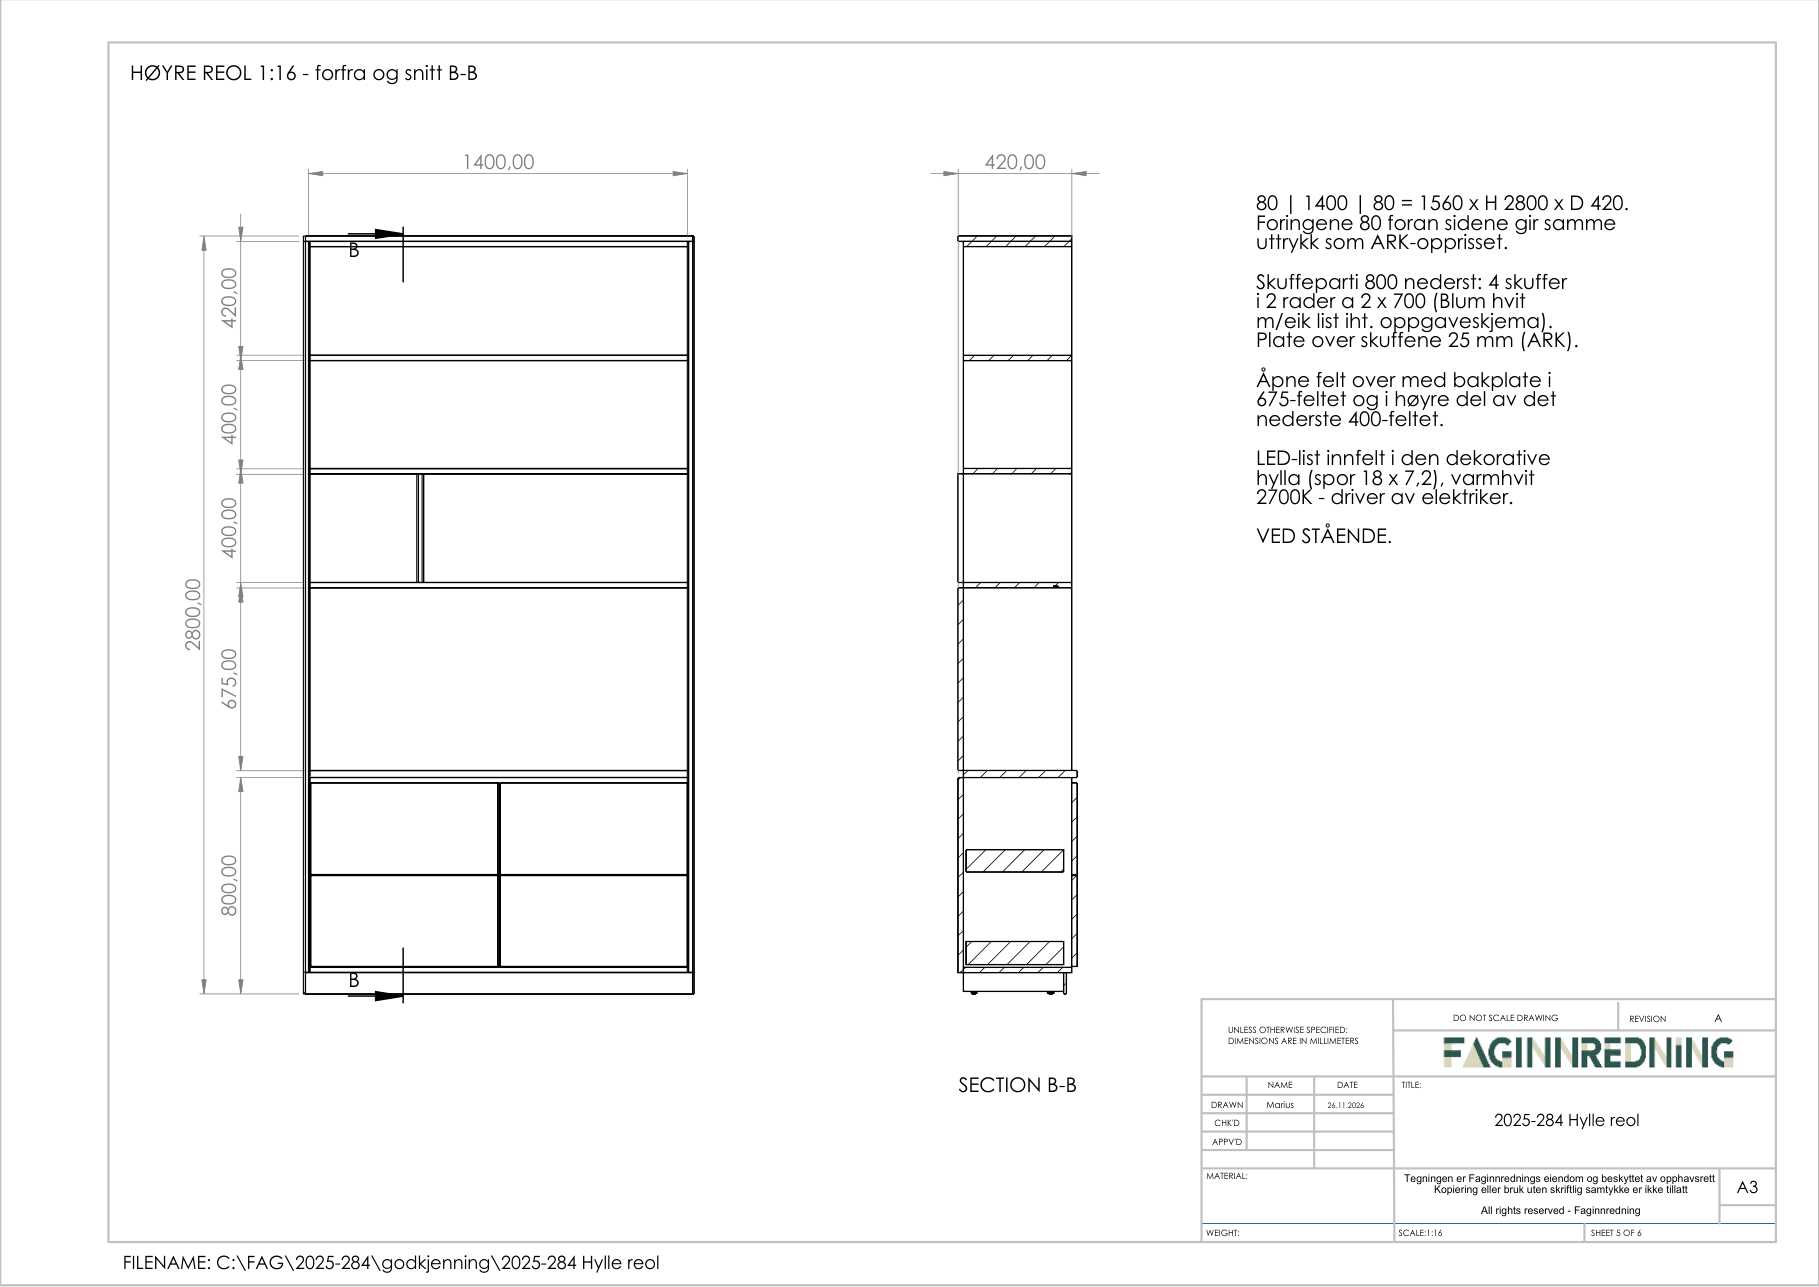 HØYRE REOL 1:16 - forfra og snitt B-B
1400,00
420,00
80 | 1400 | 80 = 1560 x H 2800 x D 420.
Foringene 80 foran sidene gir samme
uttrykk som ARK-opprisset.
Skuffeparti 800 nederst: 4 skuffer
i 2 rader a 2 x 700 (Blum hvit
m/eik list iht. oppgaveskjema).
Plate over skuffene 25 mm (ARK).
Åpne felt over med bakplate i
675-feltet og i høyre del av det
nederste 400-feltet.
LED-list innfelt i den dekorative
hylla (spor 18 x 7,2), varmhvit
2700K - driver av elektriker.
VED STÅENDE.
B
420,00
400,00
400,00
2800,00
675,00
800,00
B
SECTION B-B
UNLESS OTHERWISE SPECIFIED:
DIMENSIONS ARE IN MILLIMETERS
DO NOT SCALE DRAWING
REVISION A
FAGINNREDNiNG
NAME DATE
DRAWN Marius 26.11.2026
CHK'D
APPV'D
TITLE:
2025-284 Hylle reol
MATERIAL:
Tegningen er Faginnrednings eiendom og beskyttet av opphavsrett
Kopiering eller bruk uten skriftlig samtykke er ikke tillatt
All rights reserved - Faginnredning
A3
WEIGHT:
SCALE:1:16
SHEET 5 OF 6
FILENAME: C:\FAG\2025-284\godkjenning\2025-284 Hylle reol